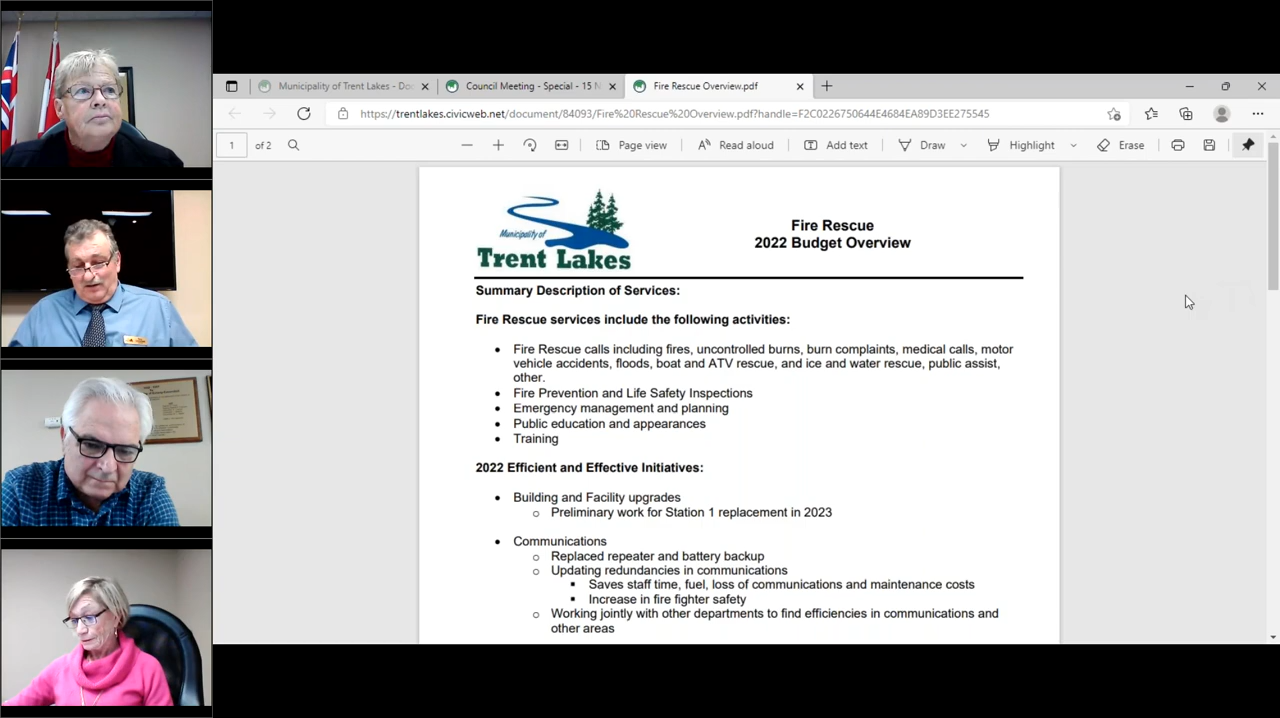 Municipality of Trent Lakes - Doc
Council Meeting - Special - 15 N
Fire Rescue Overview.pdf
https://trentlakes.civicweb.net/document/84093/Fire%20Rescue%20Overview.pdf?handle=F2C0226750644E4684EA89D3EE275545
1 of 2 Page view Read aloud Add text Draw Highlight Erase
Municipality of
Trent Lakes
Fire Rescue
2022 Budget Overview
Summary Description of Services:
Fire Rescue services include the following activities:
• Fire Rescue calls including fires, uncontrolled burns, burn complaints, medical calls, motor
vehicle accidents, floods, boat and ATV rescue, and ice and water rescue, public assist,
other.
• Fire Prevention and Life Safety Inspections
• Emergency management and planning
• Public education and appearances
• Training
2022 Efficient and Effective Initiatives:
• Building and Facility upgrades
o Preliminary work for Station 1 replacement in 2023
• Communications
o Replaced repeater and battery backup
o Updating redundancies in communications
▪ Saves staff time, fuel, loss of communications and maintenance costs
▪ Increase in fire fighter safety
o Working jointly with other departments to find efficiencies in communications and
other areas